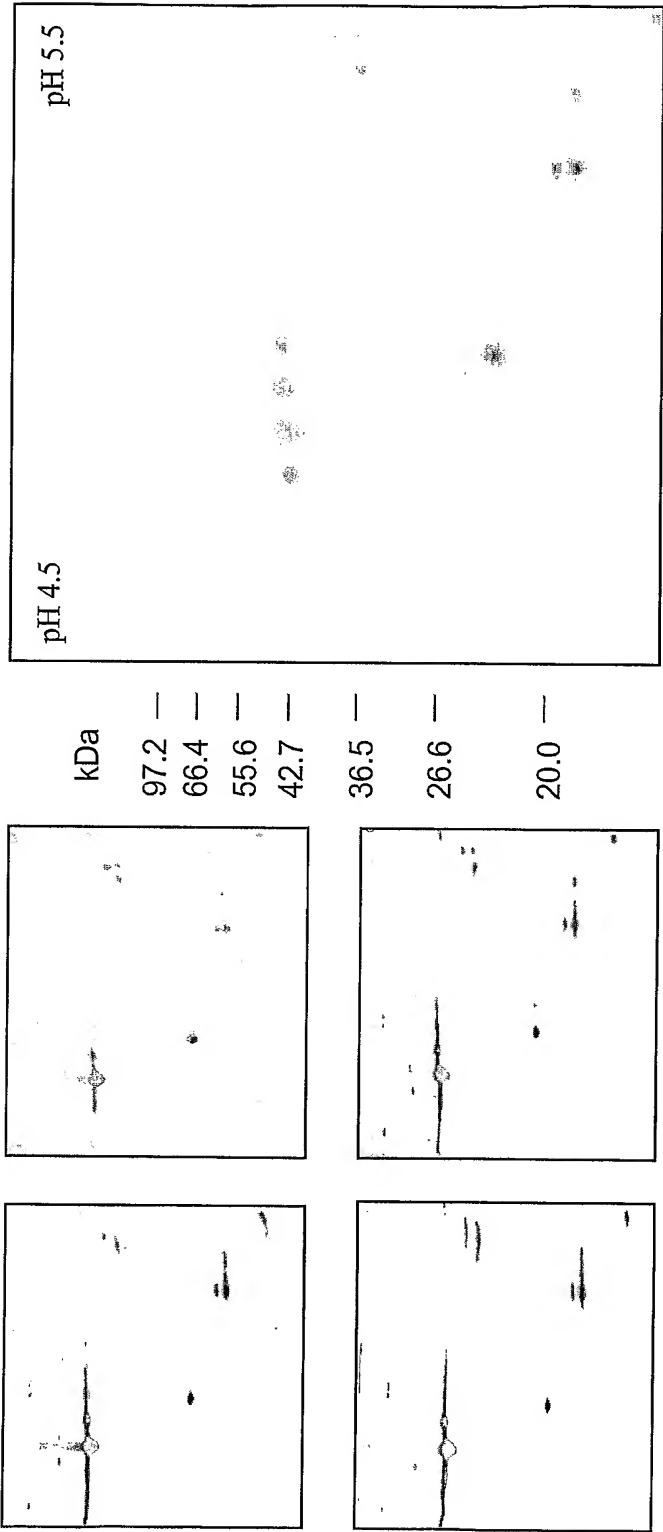 pH 4.5
pH 5.5
kDa
97.2 —
66.4 —
55.6 —
42.7 —
36.5 —
26.6 —
20.0 —